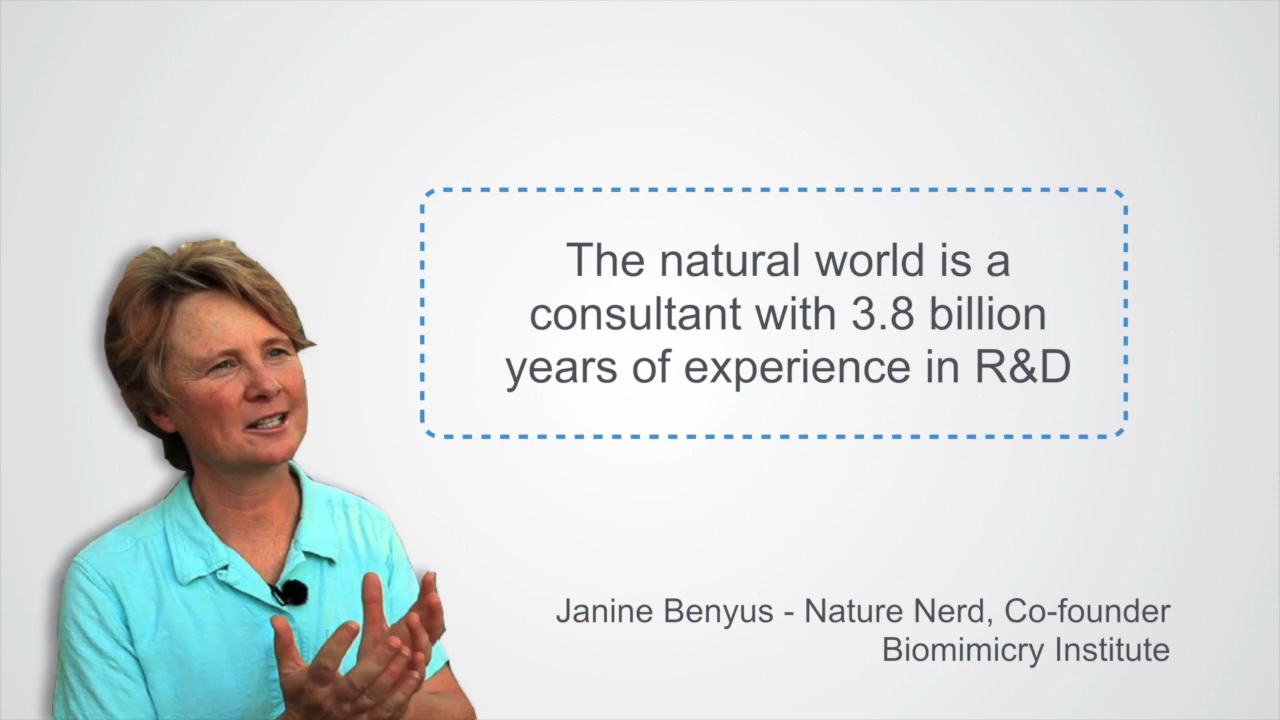 The natural world is a
consultant with 3.8 billion
years of experience in R&D
Janine Benyus - Nature Nerd, Co-founder
Biomimicry Institute